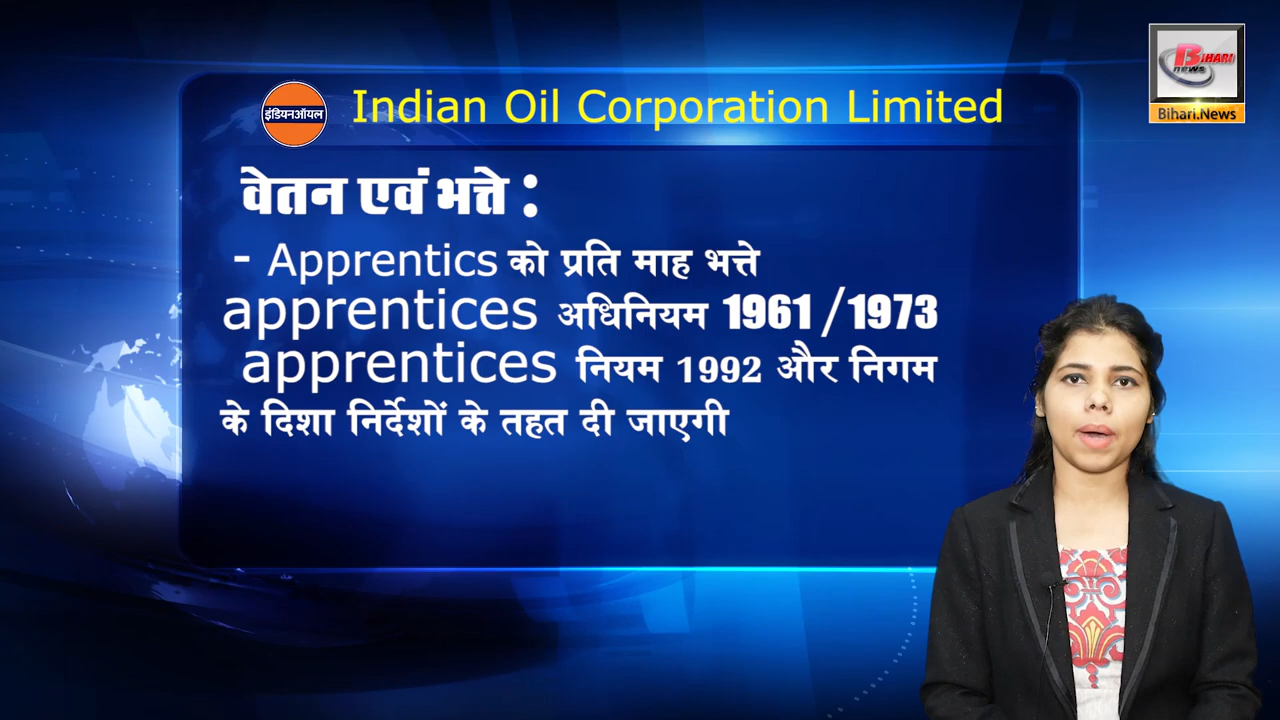 Indian Oil Corporation Limited
इंडियनऑयल
BIHARI
news
Bihari.News
वेतन एवं भत्ते :
- Apprentics को प्रति माह भत्ते
apprentices अधिनियम 1961 / 1973
apprentices नियम 1992 और निगम
के दिशा निर्देशों के तहत दी जाएगी